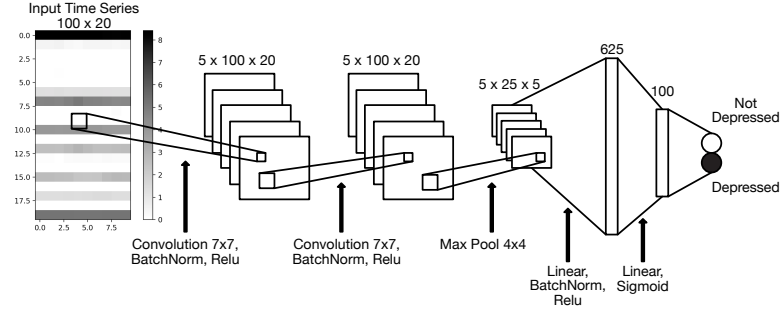 Input Time Series
100 x 20
0.0
2.5
5.0
7.5
10.0
12.5
15.0
17.5
0.0 2.5 5.0 7.5
8
7
6
5
4
3
2
1
0
5 x 100 x 20
5 x 100 x 20
5 x 25 x 5
625
100
Not
Depressed
Depressed
Convolution 7x7,
BatchNorm, Relu
Convolution 7x7,
BatchNorm, Relu
Max Pool 4x4
Linear,
BatchNorm,
Relu
Linear,
Sigmoid